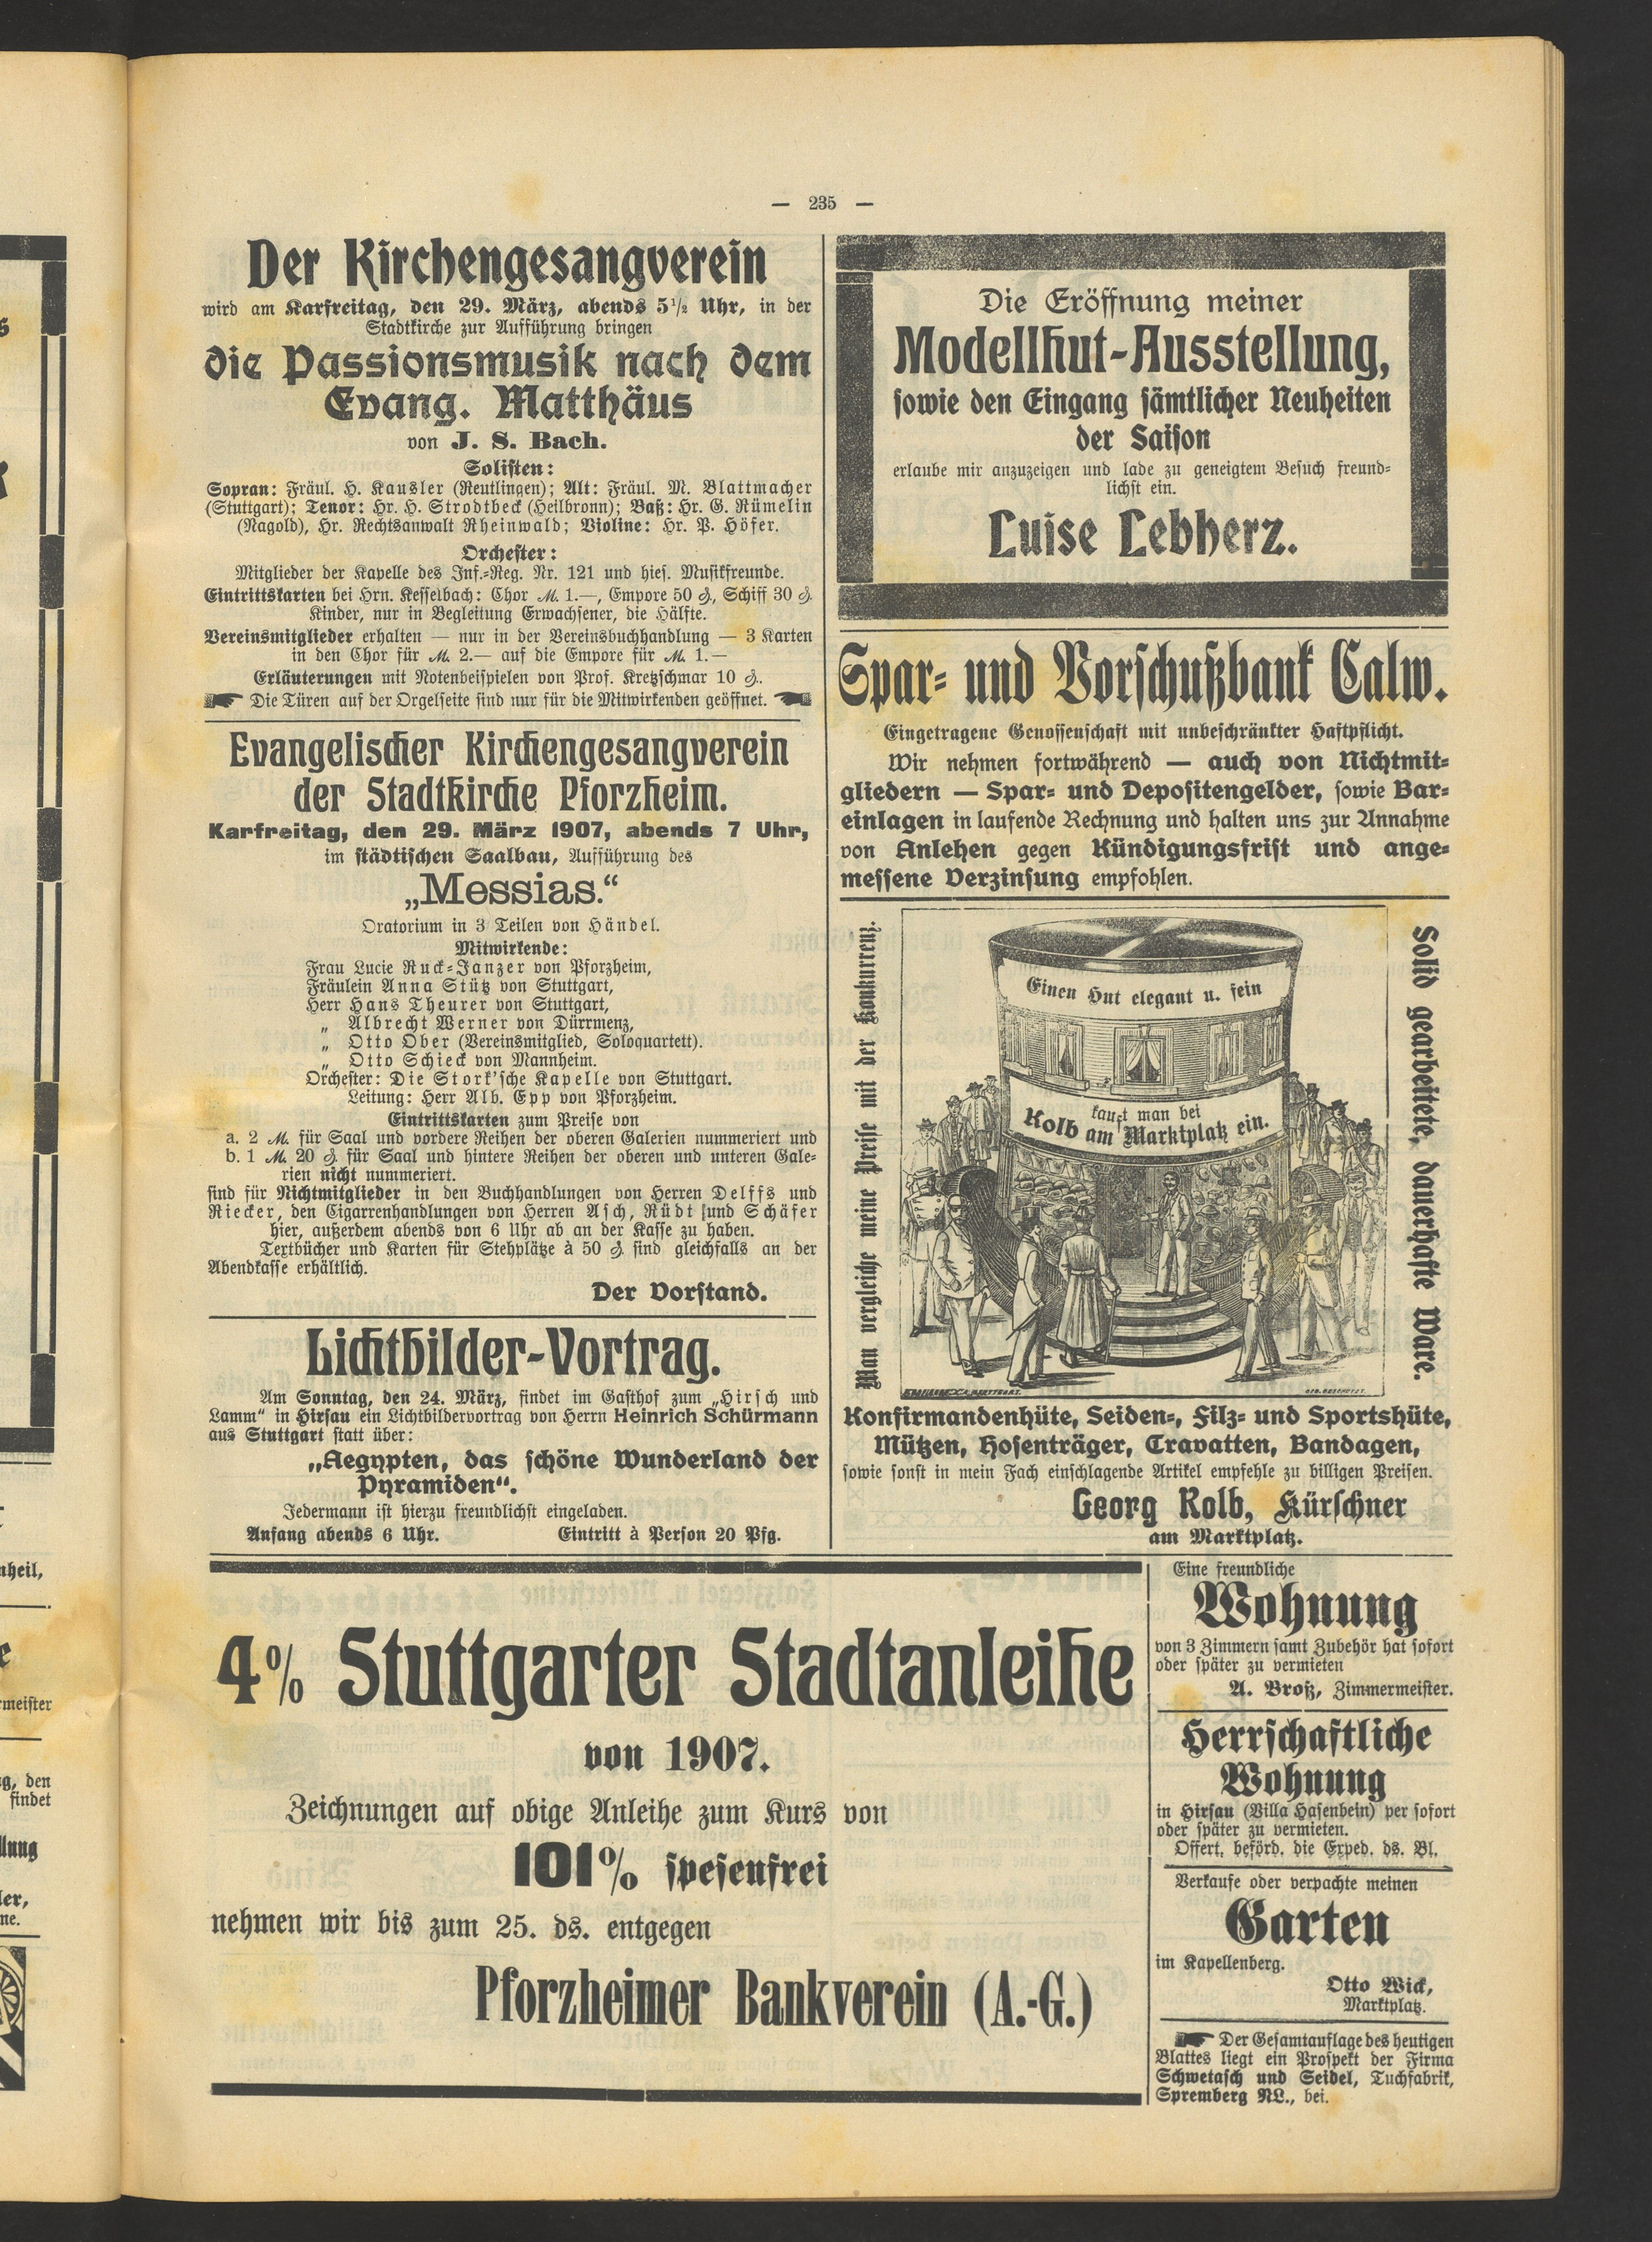 — 235 —
Der Kirchengesangverein
wird am Karfreitag, den 29. März, abends 5½ Uhr, in der
Stadtkirche zur Aufführung bringen
die Passionsmusik nach dem
Evang. Matthäus
von J. S. Bach.
Solisten:
Sopran: Fräul. H. Kausler (Reutlingen); Alt: Fräul. M. Blattmacher
(Stuttgart); Tenor: Hr. H. Strodtbeck (Heilbronn); Baß: Hr. G. Rümelin
(Nagold), Hr. Rechtsanwalt Rheinwald; Violine: Hr. P. Höfer.
Orchester:
Mitglieder der Kapelle des Inf.-Reg. Nr. 121 und hies. Musikfreunde.
Eintrittskarten bei Hrn. Kesselbach: Chor ℳ 1.—, Empore 50 ₰, Schiff 30 ₰.
Kinder, nur in Begleitung Erwachsener, die Hälfte.
Vereinsmitglieder erhalten — nur in der Vereinsbuchhandlung — 3 Karten
in den Chor für ℳ 2.— auf die Empore für ℳ 1.—
Erläuterungen mit Notenbeispielen von Prof. Kretzschmar 10 ₰.
☛ Die Türen auf der Orgelseite sind nur für die Mitwirkenden geöffnet. ☚
Evangelischer Kirchengesangverein
der Stadtkirche Pforzheim.
Karfreitag, den 29. März 1907, abends 7 Uhr,
im städtischen Saalbau, Aufführung des
„Messias.“
Oratorium in 3 Teilen von Händel.
Mitwirkende:
Frau Lucie Ruck-Janzer von Pforzheim,
Fräulein Anna Stütz von Stuttgart,
Herr Hans Theurer von Stuttgart,
„ Albrecht Werner von Dürrmenz,
„ Otto Ober (Vereinsmitglied, Soloquartett).
„ Otto Schieck von Mannheim.
Orchester: Die Stork'sche Kapelle von Stuttgart.
Leitung: Herr Alb. Epp von Pforzheim.
Eintrittskarten zum Preise von
a. 2 ℳ. für Saal und vordere Reihen der oberen Galerien nummeriert und
b. 1 ℳ. 20 ₰ für Saal und hintere Reihen der oberen und unteren Gale-
rien nicht nummeriert.
sind für Nichtmitglieder in den Buchhandlungen von Herren Delffs und
Riecker, den Cigarrenhandlungen von Herren Asch, Rüdt und Schäfer
hier, außerdem abends von 6 Uhr ab an der Kasse zu haben.
Textbücher und Karten für Stehplätze à 50 ₰ sind gleichfalls an der
Abendkasse erhältlich.
Der Vorstand.
Lichtbilder-Vortrag.
Am Sonntag, den 24. März, findet im Gasthof zum „Hirsch und
Lamm“ in Hirsau ein Lichtbildervortrag von Herrn Heinrich Schürmann
aus Stuttgart statt über:
„Aegypten, das schöne Wunderland der
Pyramiden“.
Jedermann ist hierzu freundlichst eingeladen.
Anfang abends 6 Uhr. Eintritt à Person 20 Pfg.
Die Eröffnung meiner
Modellhut-Ausstellung,
sowie den Eingang sämtlicher Neuheiten
der Saison
erlaube mir anzuzeigen und lade zu geneigtem Besuch freund-
lichst ein.
Luise Lebherz.
Spar- und Vorschußbank Calw.
Eingetragene Genossenschaft mit unbeschränkter Haftpflicht.
Wir nehmen fortwährend — auch von Nichtmit-
gliedern — Spar- und Depositengelder, sowie Bar-
einlagen in laufende Rechnung und halten uns zur Annahme
von Anlehen gegen Kündigungsfrist und ange-
messene Verzinsung empfohlen.
Man vergleiche meine Preise mit der Konkurrenz.
Einen Hut elegant u. fein
kauft man bei
Kolb am Marktplatz ein.
Solid gearbeitete, dauerhafte Ware.
Konfirmandenhüte, Seiden-, Filz- und Sportshüte,
Mützen, Hosenträger, Cravatten, Bandagen,
sowie sonst in mein Fach einschlagende Artikel empfehle zu billigen Preisen.
Georg Kolb, Kürschner
am Marktplatz.
4% Stuttgarter Stadtanleihe
von 1907.
Zeichnungen auf obige Anleihe zum Kurs von
101% spesenfrei
nehmen wir bis zum 25. ds. entgegen
Pforzheimer Bankverein (A.-G.)
Eine freundliche
Wohnung
von 3 Zimmern samt Zubehör hat sofort
oder später zu vermieten
A. Broß, Zimmermeister.
Herrschaftliche
Wohnung
in Hirsau (Villa Hasenbein) per sofort
oder später zu vermieten.
Offert. beförd. die Exped. ds. Bl.
Verkaufe oder verpachte meinen
Garten
im Kapellenberg.
Otto Wick,
Marktplatz.
☛ Der Gesamtauflage des heutigen
Blattes liegt ein Prospekt der Firma
Schwetasch und Seidel, Tuchfabrik,
Spremberg NL., bei.